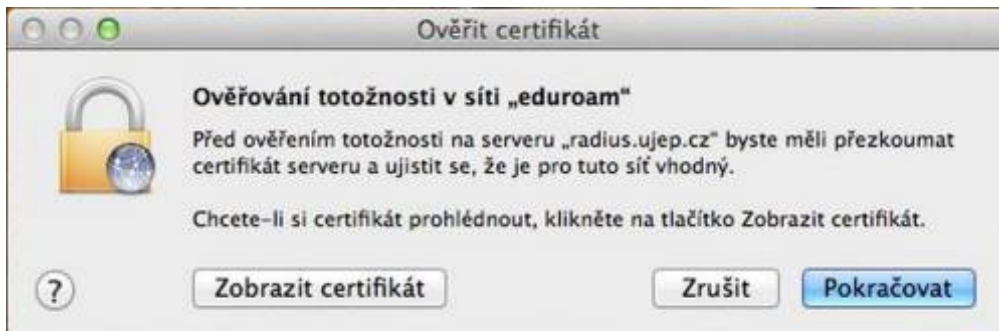 Ověřit certifikát
Ověřování totožnosti v síti „eduroam“
Před ověřením totožnosti na serveru „radius.ujep.cz“ byste měli přezkoumat
certifikát serveru a ujistit se, že je pro tuto síť vhodný.
Chcete-li si certifikát prohlédnout, klikněte na tlačítko Zobrazit certifikát.
? Zobrazit certifikát Zrušit Pokračovat